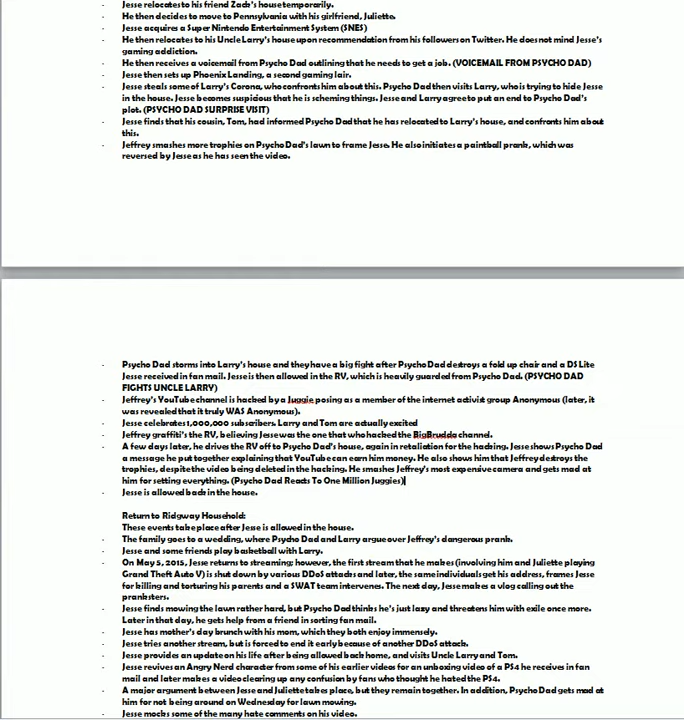 - Jesse relocates to his friend Zack's house temporarily.
- He then decides to move to Pennsylvania with his girlfriend, Juliette.
- Jesse acquires a Super Nintendo Entertainment System (SNES)
- He then relocates to his Uncle Larry's house upon recommendation from his followers on Twitter. He does not mind Jesse's
gaming addiction.
- He then receives a voicemail from Psycho Dad outlining that he needs to get a job. (VOICEMAIL FROM PSYCHO DAD)
- Jesse then sets up Phoenix Landing, a second gaming lair.
- Jesse steals some of Larry's Corona, who confronts him about this. Psycho Dad then visits Larry, who is trying to hide Jesse
in the house. Jesse becomes suspicious that he is scheming things. Jesse and Larry agree to put an end to Psycho Dad's
plot. (PSYCHO DAD SURPRISE VISIT)
- Jesse finds that his cousin, Tom, had informed Psycho Dad that he has relocated to Larry's house, and confronts him about
this.
- Jeffrey smashes more trophies on Psycho Dad's lawn to frame Jesse. He also initiates a paintball prank, which was
reversed by Jesse as he has seen the video.
- Psycho Dad storms into Larry's house and they have a big fight after Psycho Dad destroys a fold up chair and a DS Lite
Jesse received in fan mail. Jesse is then allowed in the RV, which is heavily guarded from Psycho Dad. (PSYCHO DAD
FIGHTS UNCLE LARRY)
- Jeffrey's YouTube channel is hacked by a Juggie posing as a member of the internet activist group Anonymous (later, it
was revealed that it truly WAS Anonymous).
- Jesse celebrates 1,000,000 subscribers. Larry and Tom are actually excited
- Jeffrey graffiti's the RV, believing Jesse was the one that who hacked the BigBrudda channel.
- A few days later, he drives the RV off to Psycho Dad's house, again in retaliation for the hacking. Jesse shows Psycho Dad
a message he put together explaining that YouTube can earn him money. He also shows him that Jeffrey destroys the
trophies, despite the video being deleted in the hacking. He smashes Jeffrey's most expensive camera and gets mad at
him for setting everything. (Psycho Dad Reacts To One Million Juggies)
- Jesse is allowed back in the house.
Return to Ridgway Household:
These events take place after Jesse is allowed in the house.
- The family goes to a wedding, where Psycho Dad and Larry argue over Jeffrey's dangerous prank.
- Jesse and some friends play basketball with Larry.
- On May 5, 2015, Jesse returns to streaming; however, the first stream that he makes (involving him and Juliette playing
Grand Theft Auto V) is shut down by various DDoS attacks and later, the same individuals get his address, frames Jesse
for killing and torturing his parents and a SWAT team intervenes. The next day, Jesse makes a vlog calling out the
pranksters.
- Jesse finds mowing the lawn rather hard, but Psycho Dad thinks he's just lazy and threatens him with exile once more.
Later in that day, he gets help from a friend in sorting fan mail.
- Jesse has mother's day brunch with his mom, which they both enjoy immensely.
- Jesse tries another stream, but is forced to end it early because of another DDoS attack.
- Jesse provides an update on his life after being allowed back home, and visits Uncle Larry and Tom.
- Jesse revives an Angry Nerd character from some of his earlier videos for an unboxing video of a PS4 he receives in fan
mail and later makes a video clearing up any confusion by fans who thought he hated the PS4.
- A major argument between Jesse and Juliette takes place, but they remain together. In addition, Psycho Dad gets mad at
him for not being around on Wednesday for lawn mowing.
- Jesse mocks some of the many hate comments on his video.